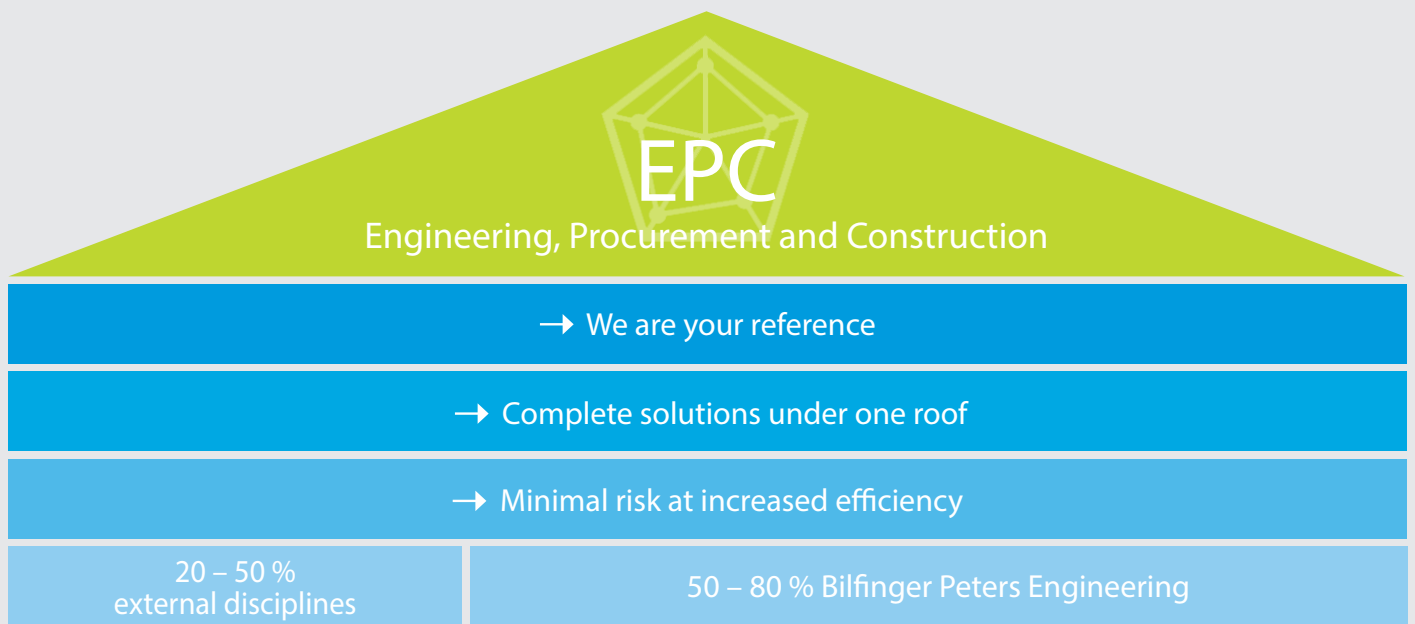 EPC
Engineering, Procurement and Construction
→ We are your reference
→ Complete solutions under one roof
→ Minimal risk at increased efficiency
20 – 50 %
external disciplines
50 – 80 % Bilfinger Peters Engineering